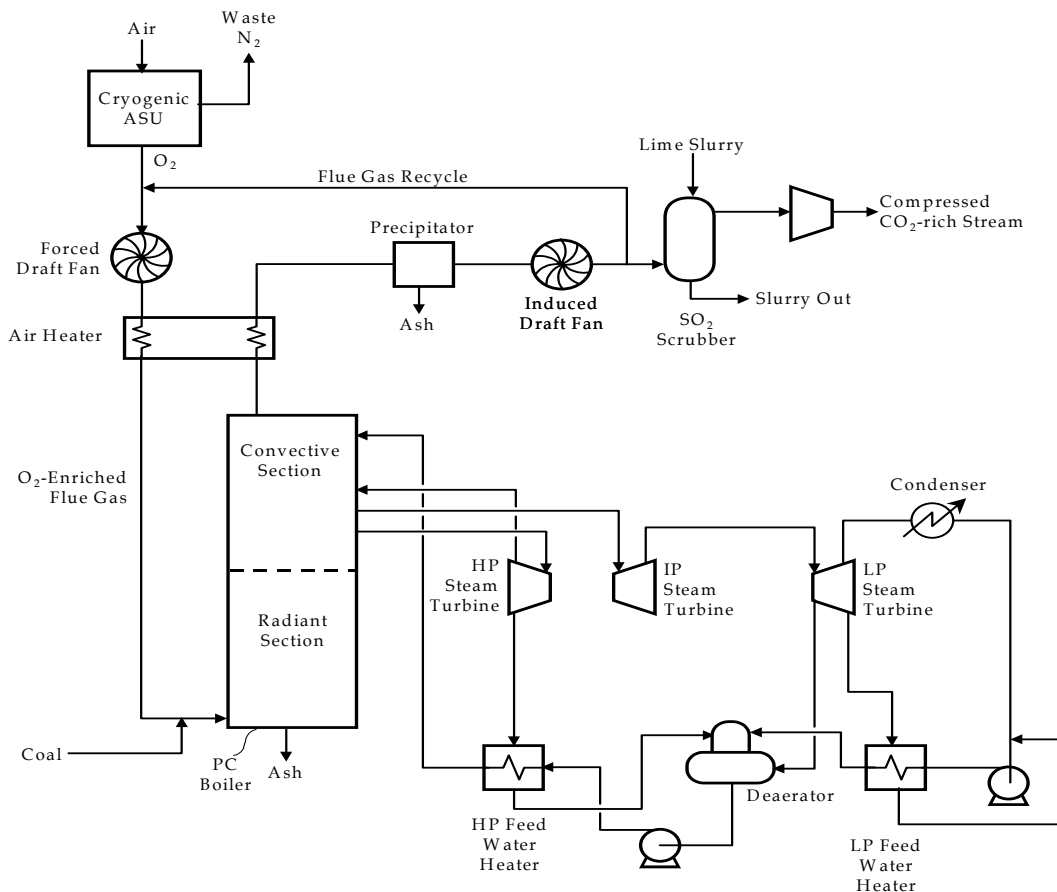 Air
Waste
N2
Cryogenic
ASU
O2
Flue Gas Recycle
Lime Slurry
Compressed
CO2-rich Stream
Forced
Draft Fan
Precipitator
Ash
Induced
Draft Fan
Slurry Out
SO2
Scrubber
Air Heater
Convective
Section
O2-Enriched
Flue Gas
Condenser
HP
Steam
Turbine
IP
Steam
Turbine
LP
Steam
Turbine
Radiant
Section
Coal
PC
Boiler
Ash
HP Feed
Water
Heater
Deaerator
LP Feed
Water
Heater